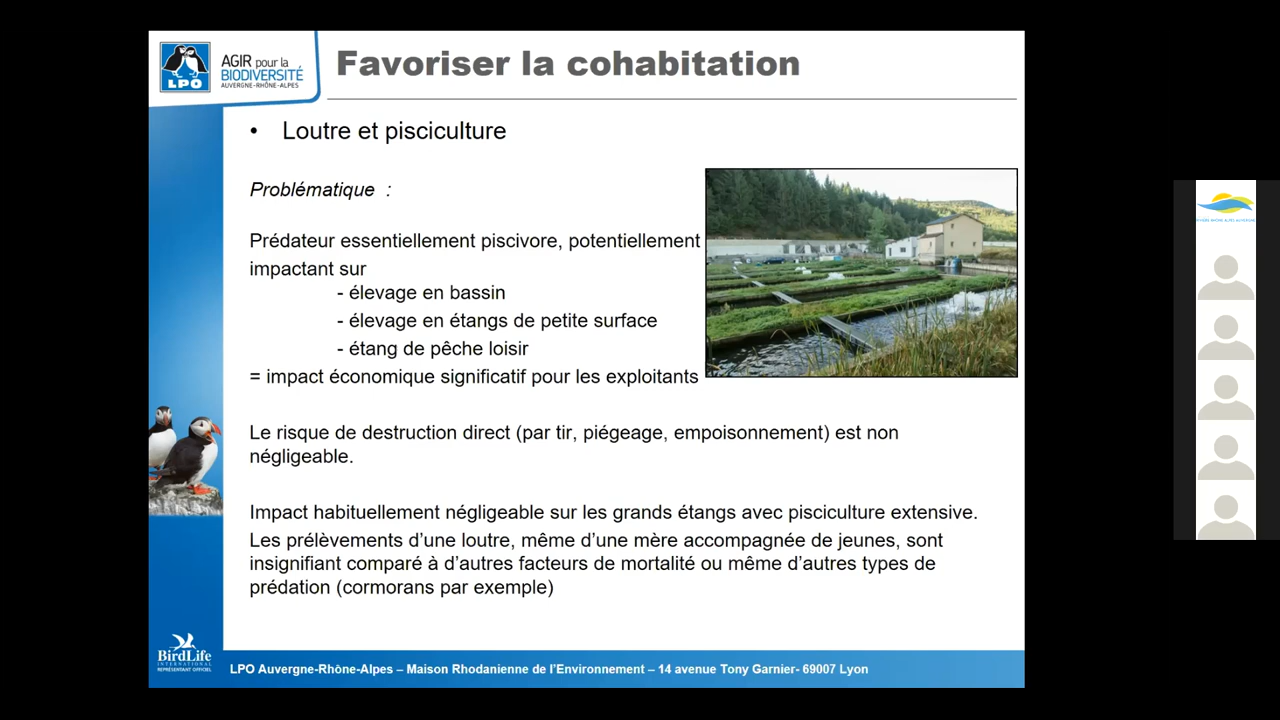 LPO
AGIR pour la
BIODIVERSITÉ
AUVERGNE-RHÔNE-ALPES
Favoriser la cohabitation
• Loutre et pisciculture
Problématique :
Prédateur essentiellement piscivore, potentiellement
impactant sur
- élevage en bassin
- élevage en étangs de petite surface
- étang de pêche loisir
= impact économique significatif pour les exploitants
Le risque de destruction direct (par tir, piégeage, empoisonnement) est non
négligeable.
Impact habituellement négligeable sur les grands étangs avec pisciculture extensive.
Les prélèvements d’une loutre, même d’une mère accompagnée de jeunes, sont
insignifiant comparé à d’autres facteurs de mortalité ou même d’autres types de
prédation (cormorans par exemple)
BirdLife
INTERNATIONAL
REPRÉSENTANT OFFICIEL
LPO Auvergne-Rhône-Alpes – Maison Rhodanienne de l’Environnement – 14 avenue Tony Garnier- 69007 Lyon